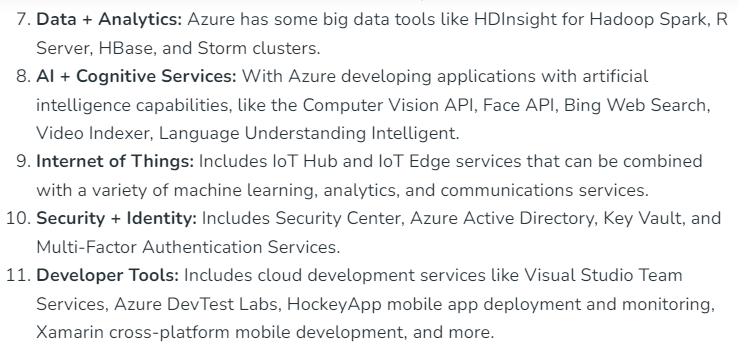 7. Data + Analytics: Azure has some big data tools like HDInsight for Hadoop Spark, R
Server, HBase, and Storm clusters.
8. AI + Cognitive Services: With Azure developing applications with artificial
intelligence capabilities, like the Computer Vision API, Face API, Bing Web Search,
Video Indexer, Language Understanding Intelligent.
9. Internet of Things: Includes IoT Hub and IoT Edge services that can be combined
with a variety of machine learning, analytics, and communications services.
10. Security + Identity: Includes Security Center, Azure Active Directory, Key Vault, and
Multi-Factor Authentication Services.
11. Developer Tools: Includes cloud development services like Visual Studio Team
Services, Azure DevTest Labs, HockeyApp mobile app deployment and monitoring,
Xamarin cross-platform mobile development, and more.